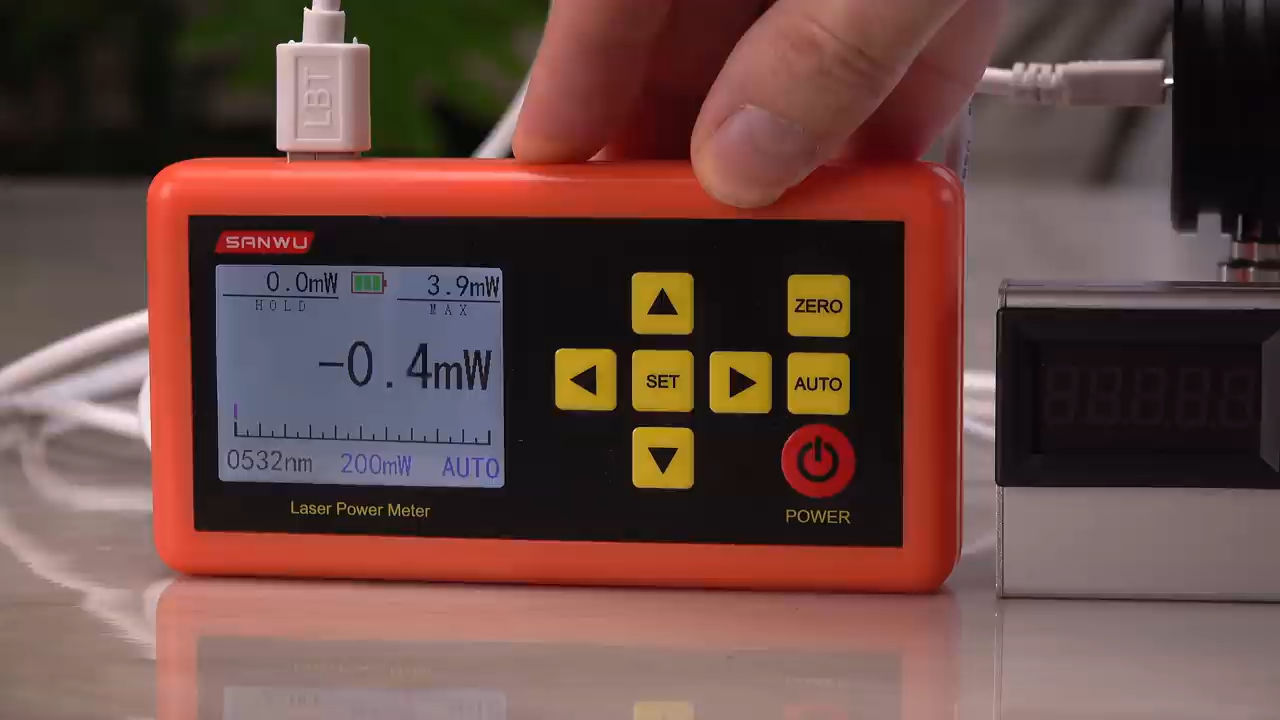 LBT
SANWU
0.0mW 3.9mW
HOLD MAX
-0.4mW
0532nm 200mW AUTO
Laser Power Meter
ZERO
SET
AUTO
POWER